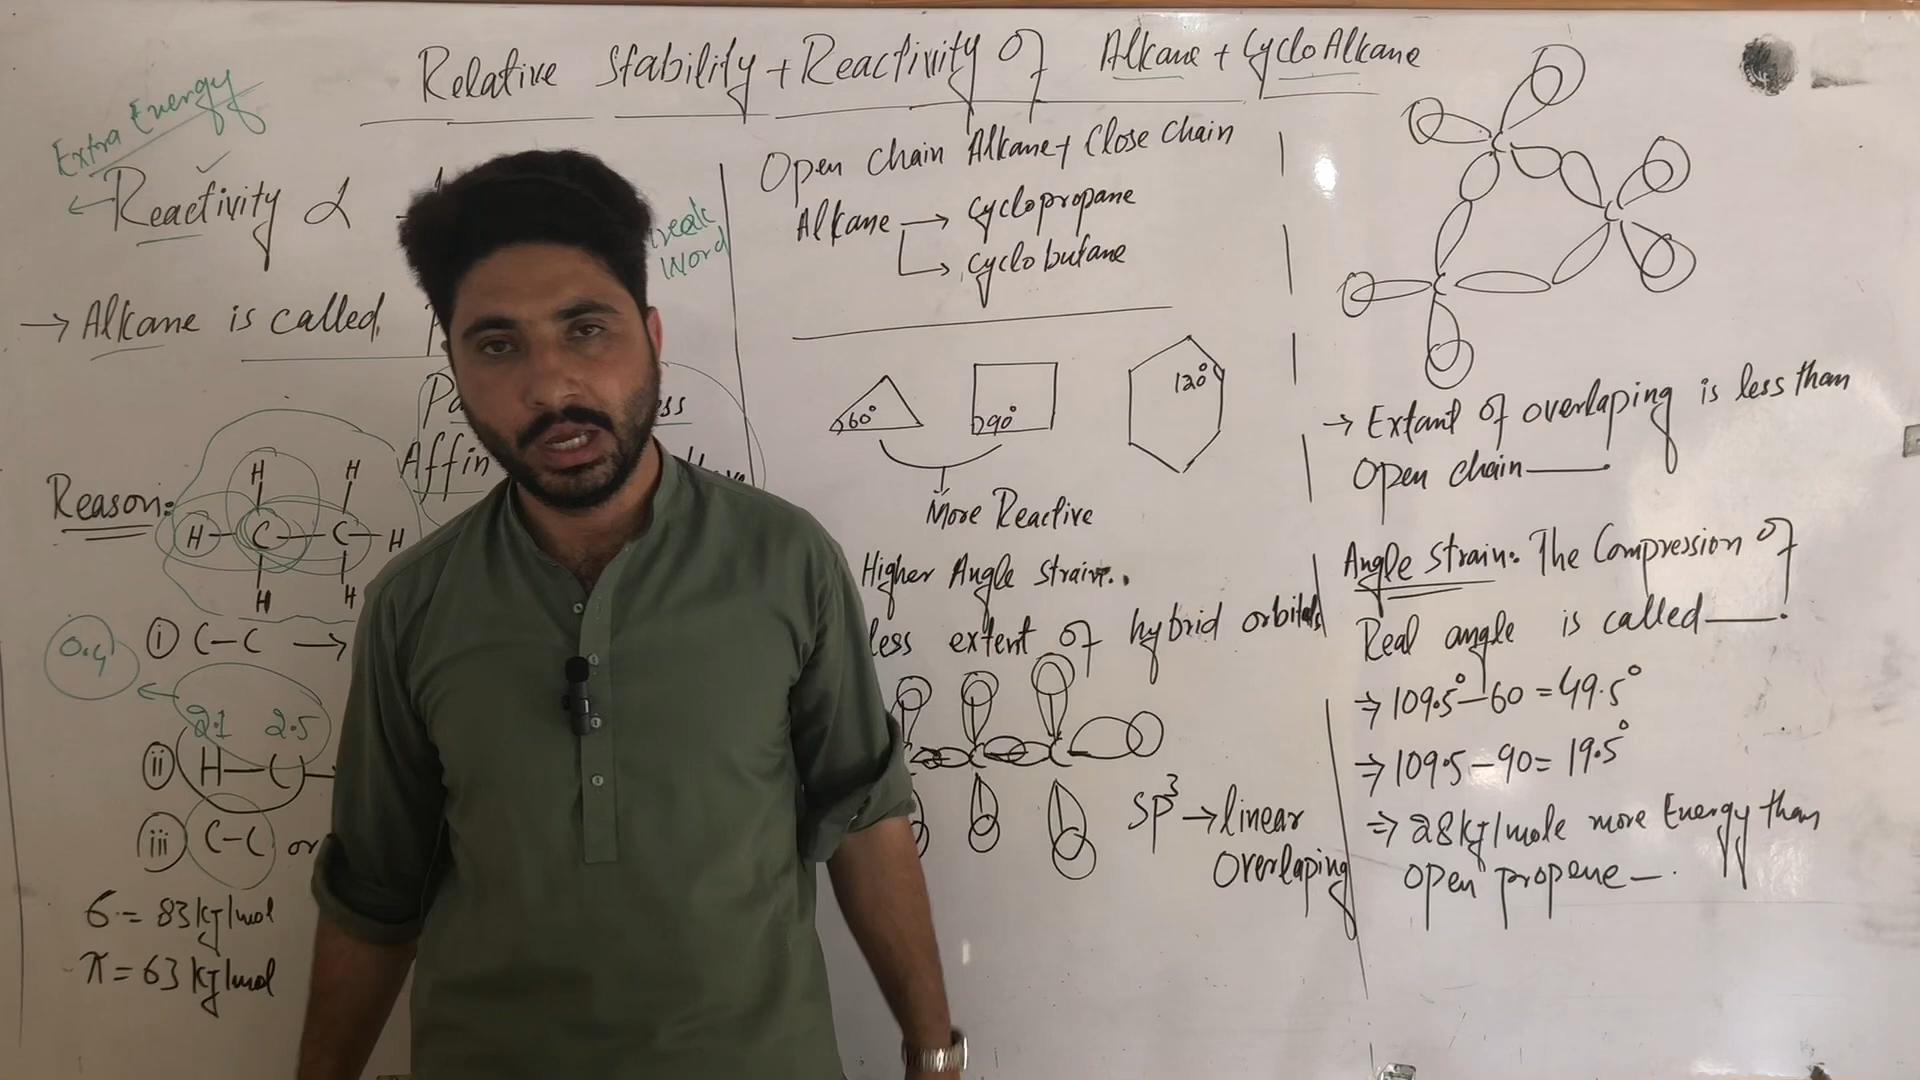 Relative Stability + Reactivity Of Alkane + CycloAlkane
Extra Energy
Reactivity α
weak
word
→ Alkane is called
Affin
Reason:
H H
H-C-C-H
H H
0.4
i C-C →
2.1 2.5
ii H-C
iii C-C or
6 = 83 kJ/mol
π = 63 kJ/mol
Open chain Alkane + Close chain
Alkane → Cyclopropane
→ cyclobutane
60° 90° 120°
More Reactive
Higher Angle strain..
less extent of hybrid orbitals
C C C
SP³ → linear
Overlaping
C
C
C
→ Extant of overlaping is less than
Open chain—.
Angle strain: The Compression of
Real angle is called—.
⇒ 109.5° - 60 = 49.5°
⇒ 109.5 - 90 = 19.5°
⇒ 28 kJ/mole more Energy than
open propene—.